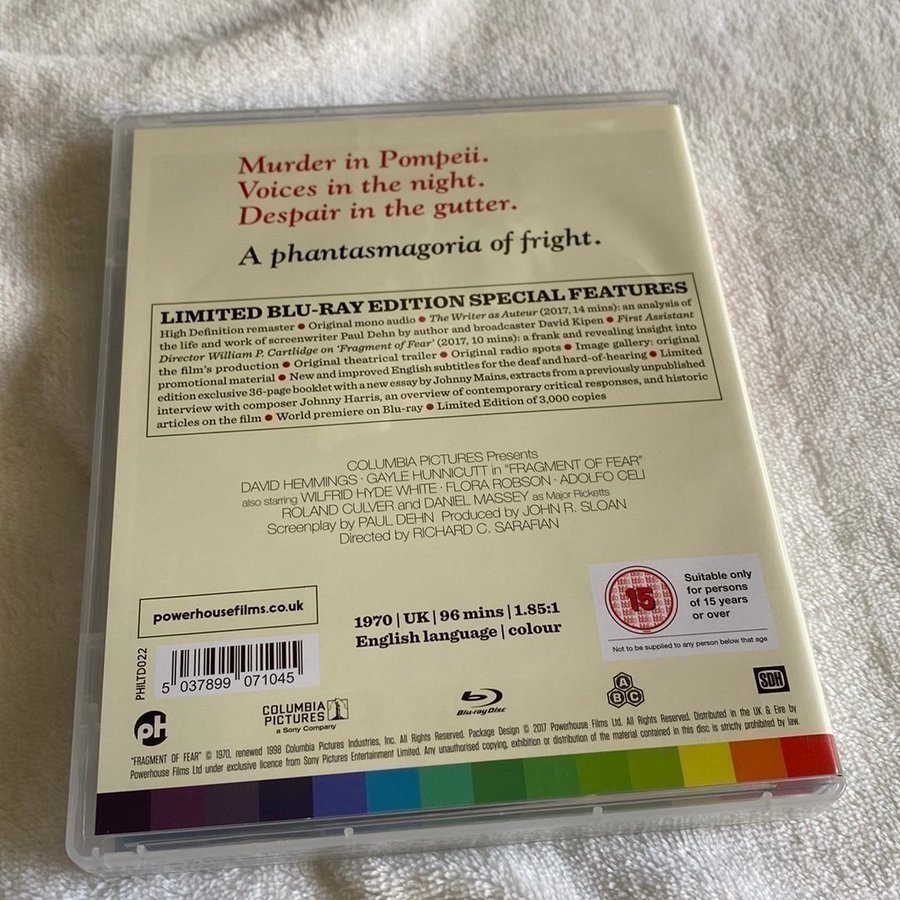 Murder in Pompeii.
Voices in the night.
Despair in the gutter.
A phantasmagoria of fright.
LIMITED BLU-RAY EDITION SPECIAL FEATURES
High Definition remaster ● Original mono audio ● The Writer as Auteur (2017, 14 mins): an analysis of
the life and work of screenwriter Paul Dehn by author and broadcaster David Kipen ● First Assistant
Director William P. Cartlidge on 'Fragment of Fear' (2017, 10 mins): a frank and revealing insight into
the film's production ● Original theatrical trailer ● Original radio spots ● Image gallery: original
promotional material ● New and improved English subtitles for the deaf and hard-of-hearing ● Limited
edition exclusive 36-page booklet with a new essay by Johnny Mains, extracts from a previously unpublished
interview with composer Johnny Harris, an overview of contemporary critical responses, and historic
articles on the film ● World premiere on Blu-ray ● Limited Edition of 3,000 copies
COLUMBIA PICTURES Presents
DAVID HEMMINGS · GAYLE HUNNICUTT in "FRAGMENT OF FEAR"
also starring WILFRID HYDE WHITE · FLORA ROBSON · ADOLFO CELI
ROLAND CULVER and DANIEL MASSEY as Major Ricketts
Screenplay by PAUL DEHN Produced by JOHN R. SLOAN
Directed by RICHARD C. SARAFIAN
powerhousefilms.co.uk
1970 | UK | 96 mins | 1.85:1
English language | colour
15
Suitable only
for persons
of 15 years
or over
Not to be supplied to any person below that age
PHILTD022
5 037899 071045
ph
COLUMBIA
PICTURES
a Sony Company
Blu-ray Disc
A
B C
SDH
"FRAGMENT OF FEAR" © 1970, renewed 1998 Columbia Pictures Industries, Inc. All Rights Reserved. Package Design © 2017 Powerhouse Films Ltd. All Rights Reserved. Distributed in the UK & Eire by
Powerhouse Films Ltd under exclusive licence from Sony Pictures Entertainment Limited. Any unauthorised copying, exhibition or distribution of the material contained in this disc is strictly prohibited by law.